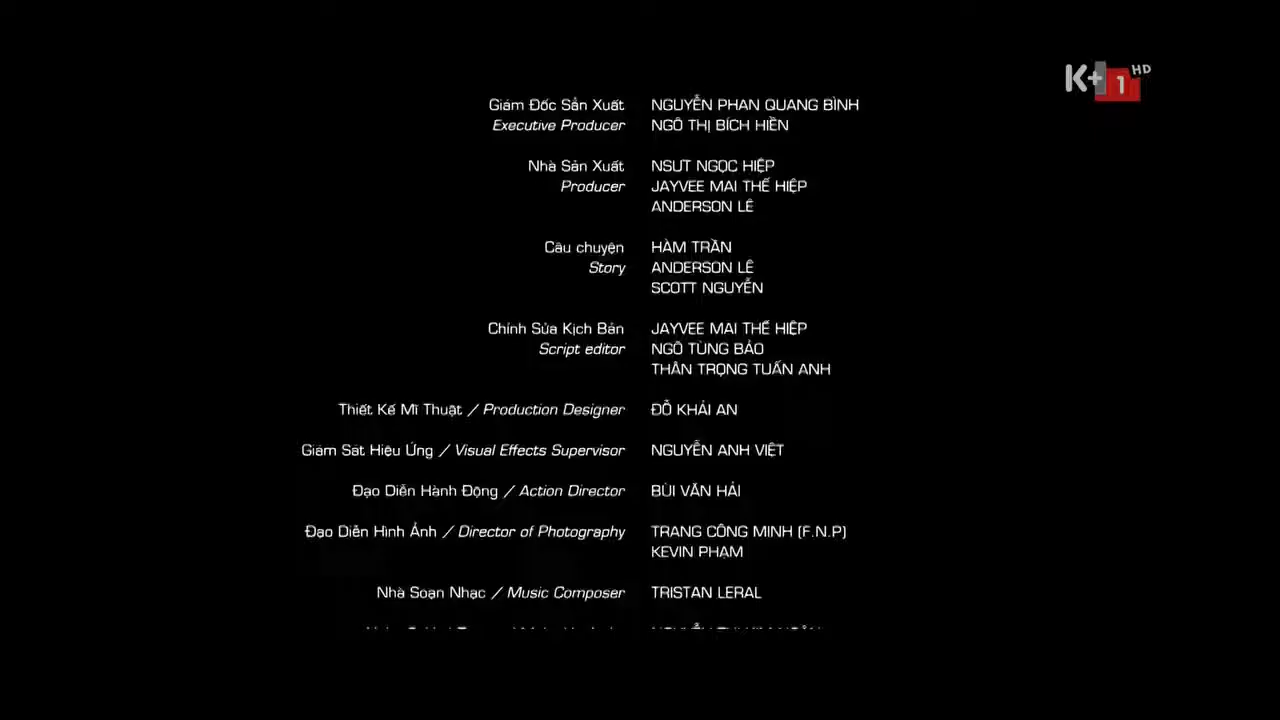 K+ 1 HD
Giám Đốc Sản Xuất NGUYỄN PHAN QUANG BÌNH
Executive Producer NGÔ THỊ BÍCH HIỀN
Nhà Sản Xuất NSƯT NGỌC HIỆP
Producer JAYVEE MAI THẾ HIỆP
ANDERSON LÊ
Câu chuyện HÀM TRẦN
Story ANDERSON LÊ
SCOTT NGUYỄN
Chỉnh Sửa Kịch Bản JAYVEE MAI THẾ HIỆP
Script editor NGÔ TÙNG BẢO
THÂN TRỌNG TUẤN ANH
Thiết Kế Mĩ Thuật / Production Designer ĐỖ KHẢI AN
Giám Sát Hiệu Ứng / Visual Effects Supervisor NGUYỄN ANH VIỆT
Đạo Diễn Hành Động / Action Director BÙI VĂN HẢI
Đạo Diễn Hình Ảnh / Director of Photography TRANG CÔNG MINH (F.N.P)
KEVIN PHẠM
Nhà Soạn Nhạc / Music Composer TRISTAN LERAL